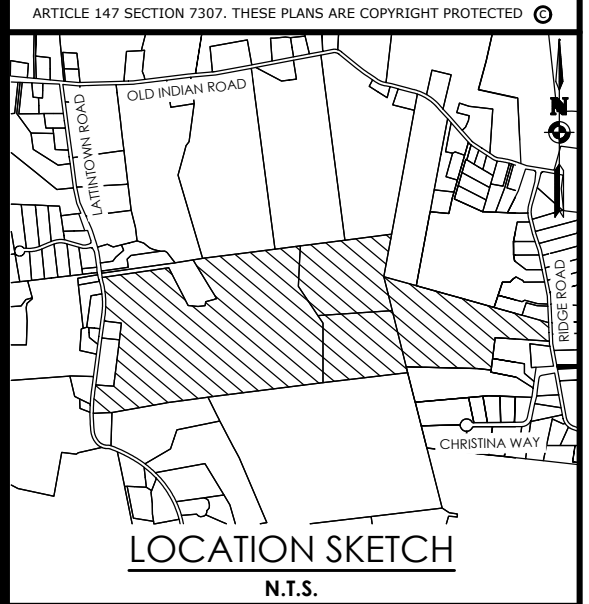 ARTICLE 147 SECTION 7307. THESE PLANS ARE COPYRIGHT PROTECTED ©
OLD INDIAN ROAD
LATTINTOWN ROAD
N
RIDGE ROAD
CHRISTINA WAY
LOCATION SKETCH
N.T.S.